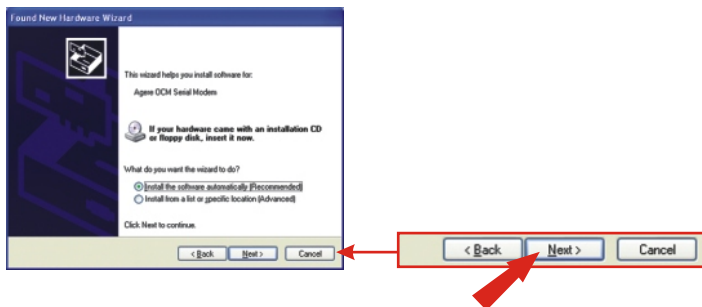 Found New Hardware Wizard
This wizard helps you install software for:
Agere OCM Serial Modem
If your hardware came with an installation CD
or floppy disk, insert it now.
What do you want the wizard to do?
Install the software automatically (Recommended)
Install from a list or specific location (Advanced)
Click Next to continue.
< Back Next > Cancel
< Back Next > Cancel